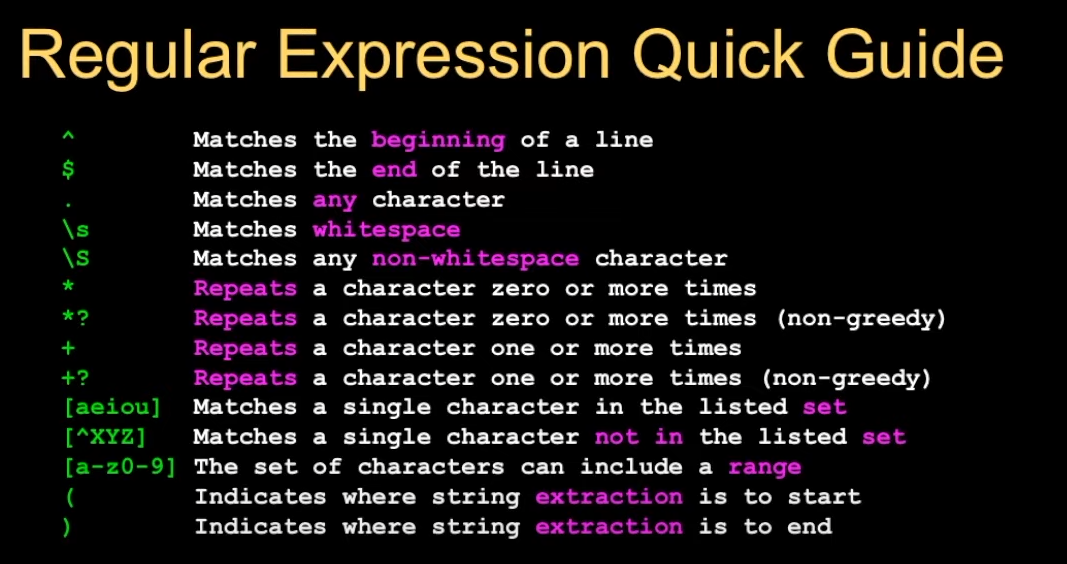 Regular Expression Quick Guide
^ Matches the beginning of a line
$ Matches the end of the line
. Matches any character
\s Matches whitespace
\S Matches any non-whitespace character
* Repeats a character zero or more times
*? Repeats a character zero or more times (non-greedy)
+ Repeats a character one or more times
+? Repeats a character one or more times (non-greedy)
[aeiou] Matches a single character in the listed set
[^XYZ] Matches a single character not in the listed set
[a-z0-9] The set of characters can include a range
( Indicates where string extraction is to start
) Indicates where string extraction is to end